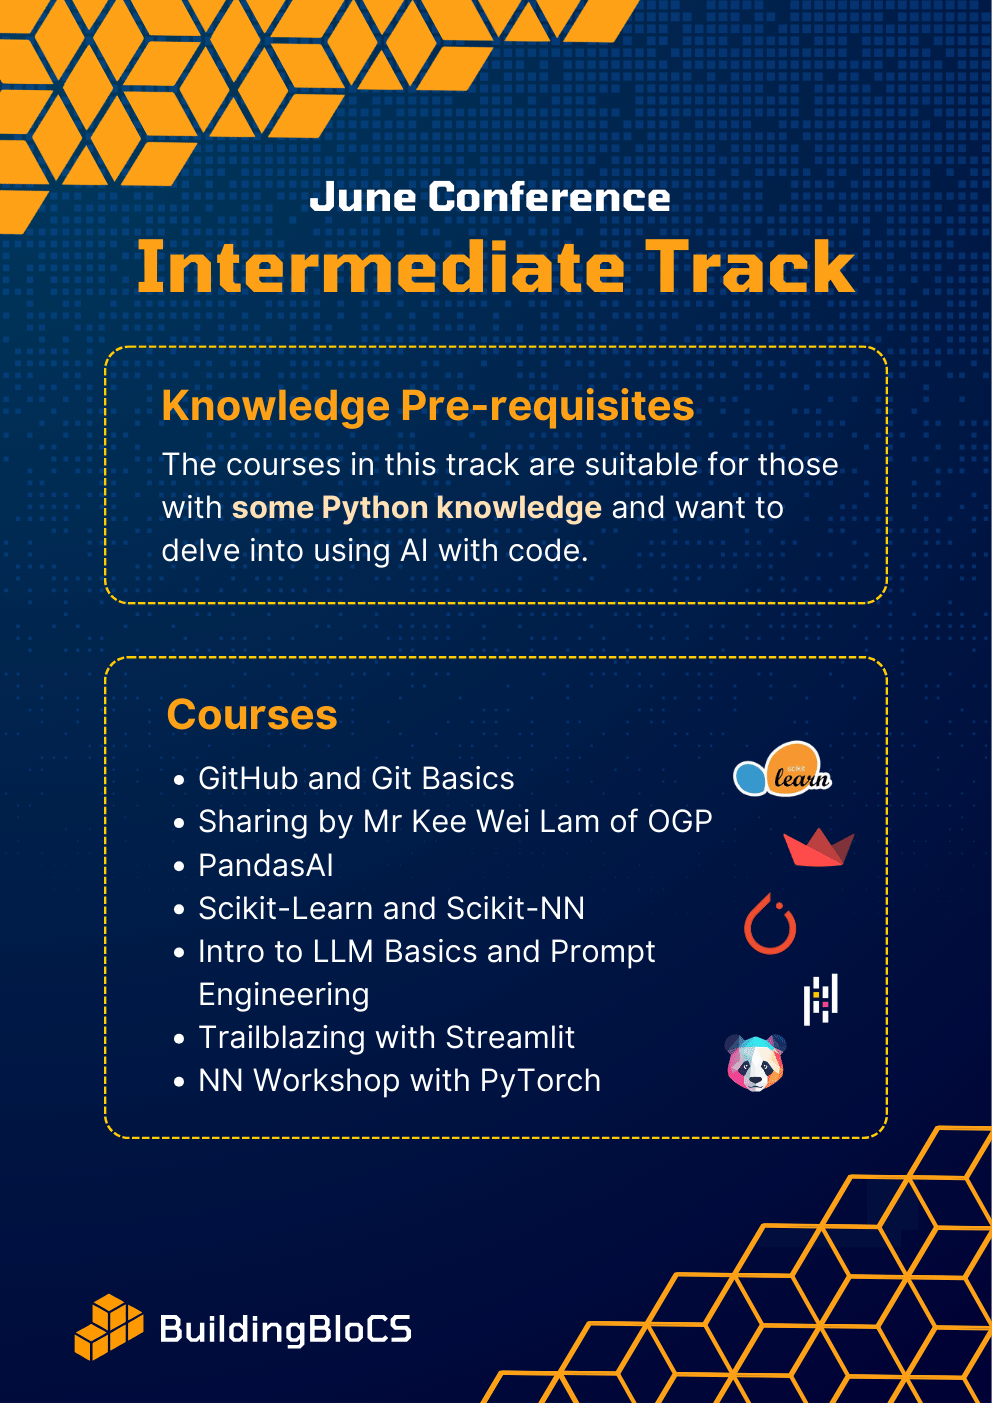 June Conference
Intermediate Track
Knowledge Pre-requisites
The courses in this track are suitable for those
with some Python knowledge and want to
delve into using AI with code.
Courses
• GitHub and Git Basics
• Sharing by Mr Kee Wei Lam of OGP
• PandasAI
• Scikit-Learn and Scikit-NN
• Intro to LLM Basics and Prompt
Engineering
• Trailblazing with Streamlit
• NN Workshop with PyTorch
scikit
learn
BuildingBloCS